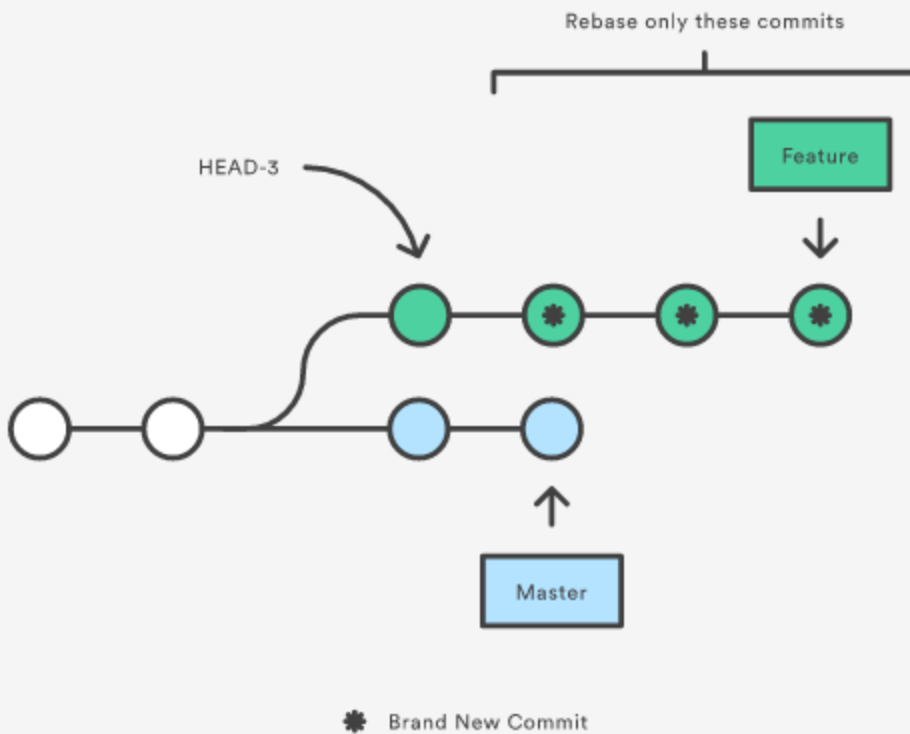 Rebase only these commits
Feature
HEAD-3
Master
Brand New Commit